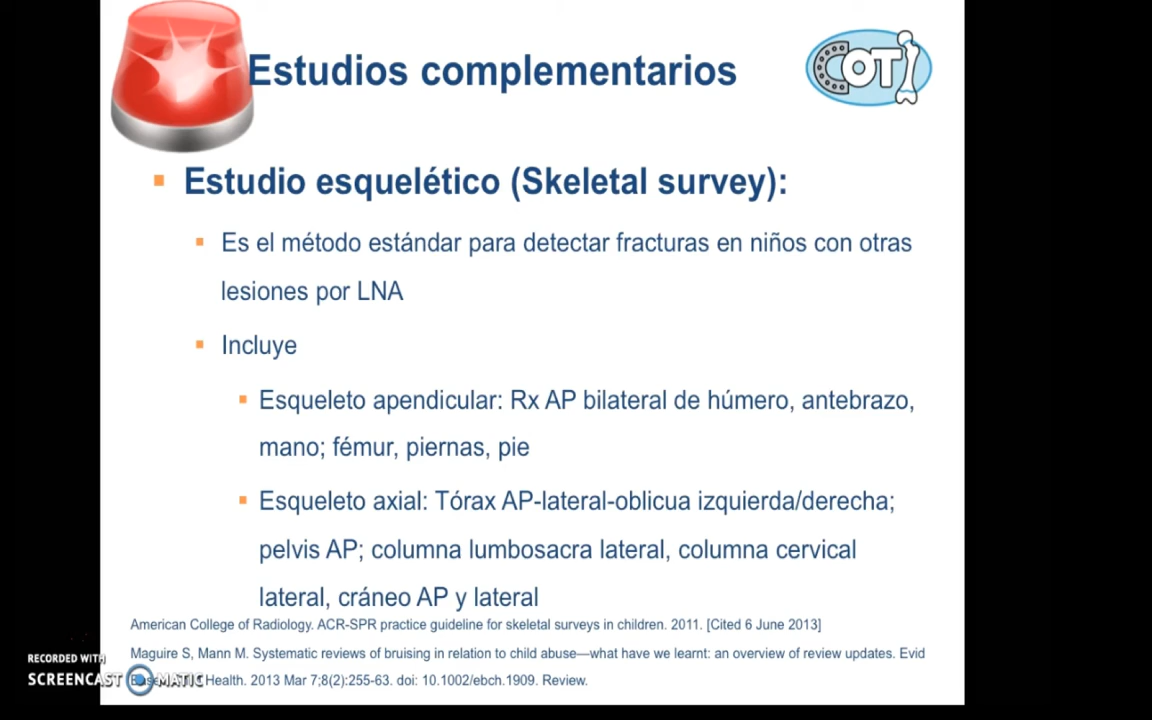 Estudios complementarios
COT
Estudio esquelético (Skeletal survey):
Es el método estándar para detectar fracturas en niños con otras
lesiones por LNA
Incluye
Esqueleto apendicular: Rx AP bilateral de húmero, antebrazo,
mano; fémur, piernas, pie
Esqueleto axial: Tórax AP-lateral-oblicua izquierda/derecha;
pelvis AP; columna lumbosacra lateral, columna cervical
lateral, cráneo AP y lateral
American College of Radiology. ACR-SPR practice guideline for skeletal surveys in children. 2011. [Cited 6 June 2013]
Maguire S, Mann M. Systematic reviews of bruising in relation to child abuse—what have we learnt: an overview of review updates. Evid
Health. 2013 Mar 7;8(2):255-63. doi: 10.1002/ebch.1909. Review.
RECORDED WITH
SCREENCAST MATIC